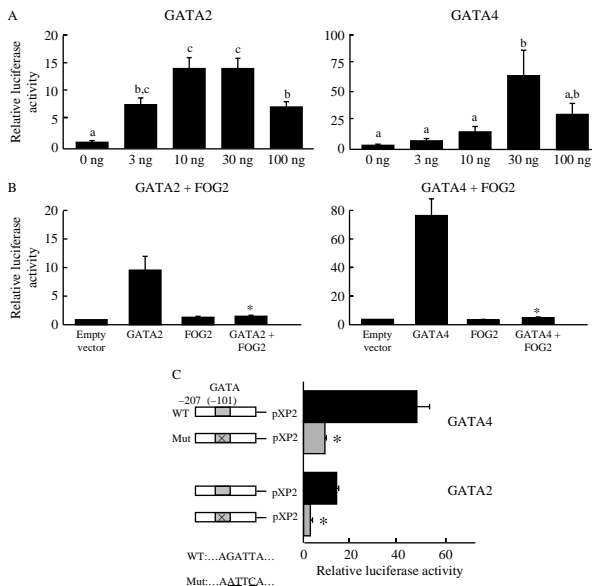 A
GATA2
GATA4
Relative luciferase activity
20
15
10
5
0
a
b,c
c
c
b
0 ng
3 ng
10 ng
30 ng
100 ng
100
75
50
25
0
a
a
a
b
a,b
0 ng
3 ng
10 ng
30 ng
100 ng
B
GATA2 + FOG2
GATA4 + FOG2
Relative luciferase activity
20
15
10
5
0
*
Empty vector
GATA2
FOG2
GATA2 + FOG2
80
60
40
20
0
*
Empty vector
GATA4
FOG2
GATA4 + FOG2
C
GATA
−207 (−101)
WT
pXP2
GATA4
Mut
pXP2
*
pXP2
GATA2
pXP2
*
0
20
40
60
WT:...AGATTA...
Relative luciferase activity
Mut:...AATTCA...